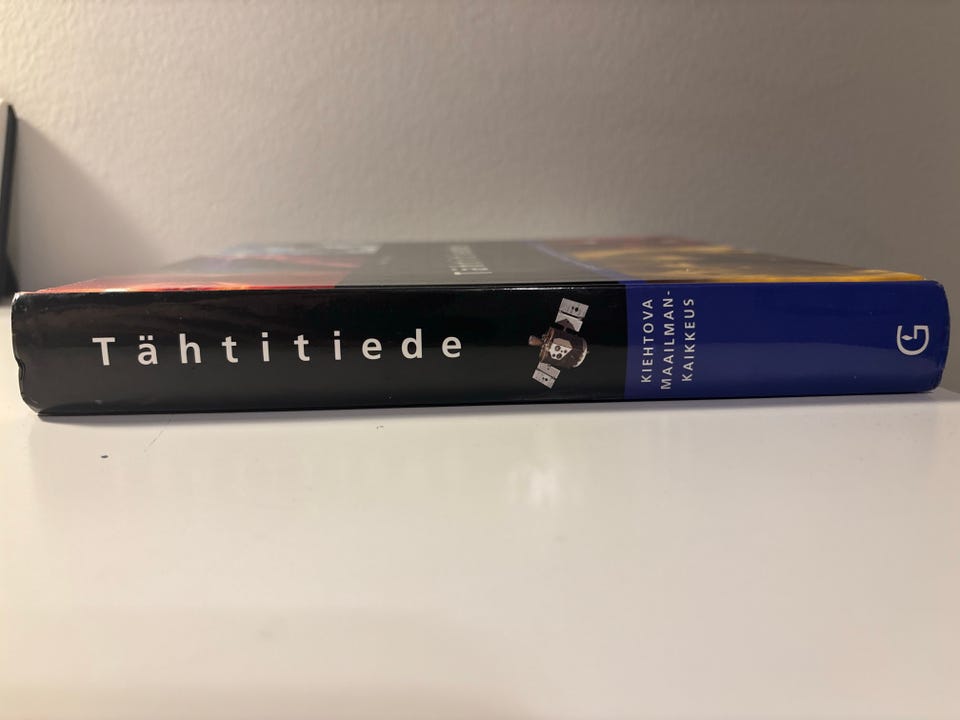 Tähtitiede
KIEHTOVA
MAAILMAN-
KAIKKEUS
G